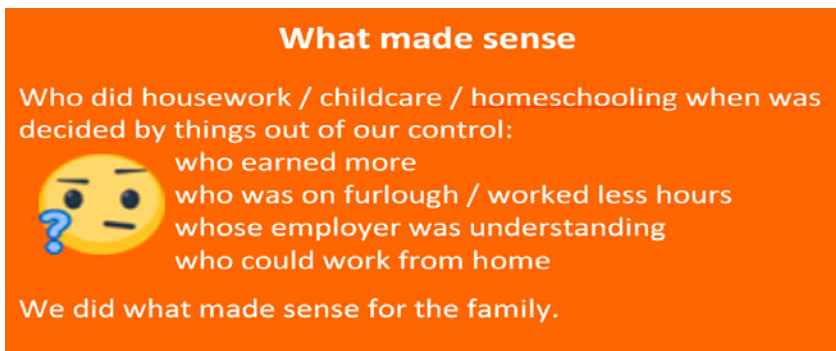 What made sense
Who did housework / childcare / homeschooling when was
decided by things out of our control:
who earned more
who was on furlough / worked less hours
whose employer was understanding
who could work from home
We did what made sense for the family.